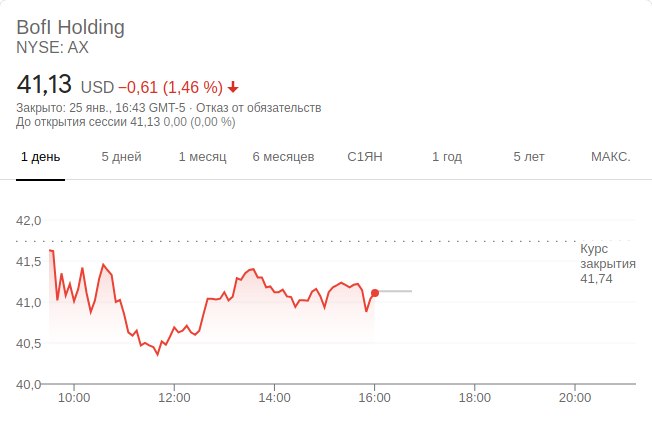 BofI Holding
NYSE: AX
41,13 USD −0,61 (1,46 %)
Закрыто: 25 янв., 16:43 GMT-5 · Отказ от обязательств
До открытия сессии 41,13 0,00 (0,00 %)
1 день 5 дней 1 месяц 6 месяцев С1ЯН 1 год 5 лет МАКС.
42,0
Курс
41,5
закрытия
41,74
41,0
40,5
40,0
10:00 12:00 14:00 16:00 18:00 20:00